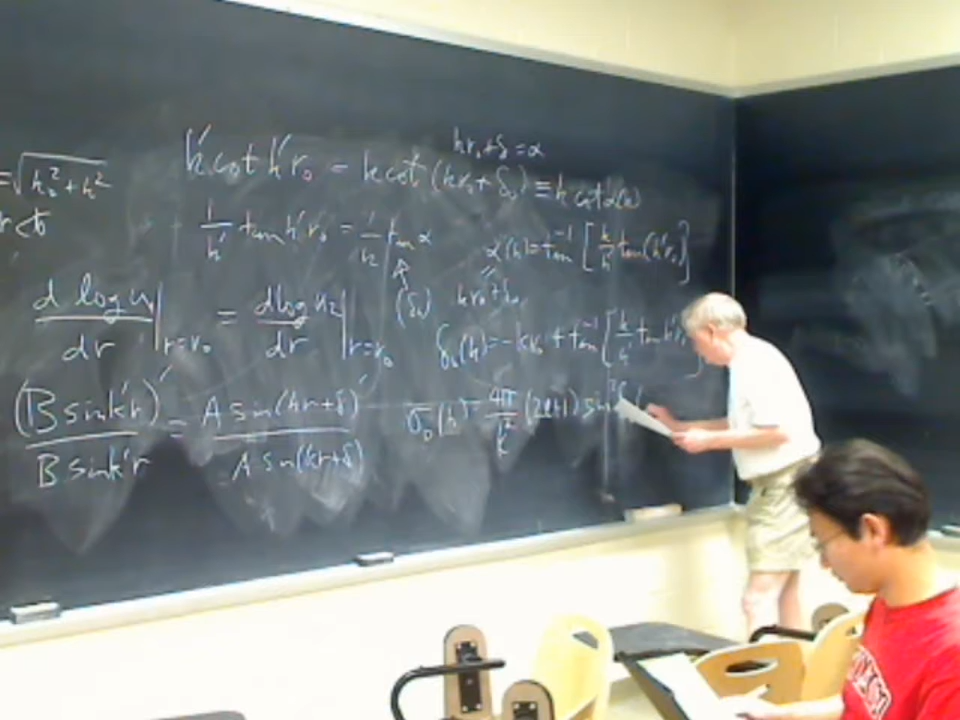 = √(k₀² + k²)
r < b
kr₀ + δ₀ = α
k' cot k'r₀ = k cot (kr₀ + δ₀) ≡ k cot α(k)
1/k' tan k'r₀ = 1/k tan α
α(k) = tan⁻¹ [k/k' tan(k'r₀)]
(δ₀) kr₀ + δ₀
d log u₁/dr |r=r₀ = d log u₂/dr |r=r₀
δ₀(k) = -kr₀ + tan⁻¹ [k/k' tan k'r₀]
(B sin k'r)'/B sin k'r = A sin(kr+δ)'/A sin(kr+δ)
σ₀(k) = 4π/k² (2l+1) sin²δ